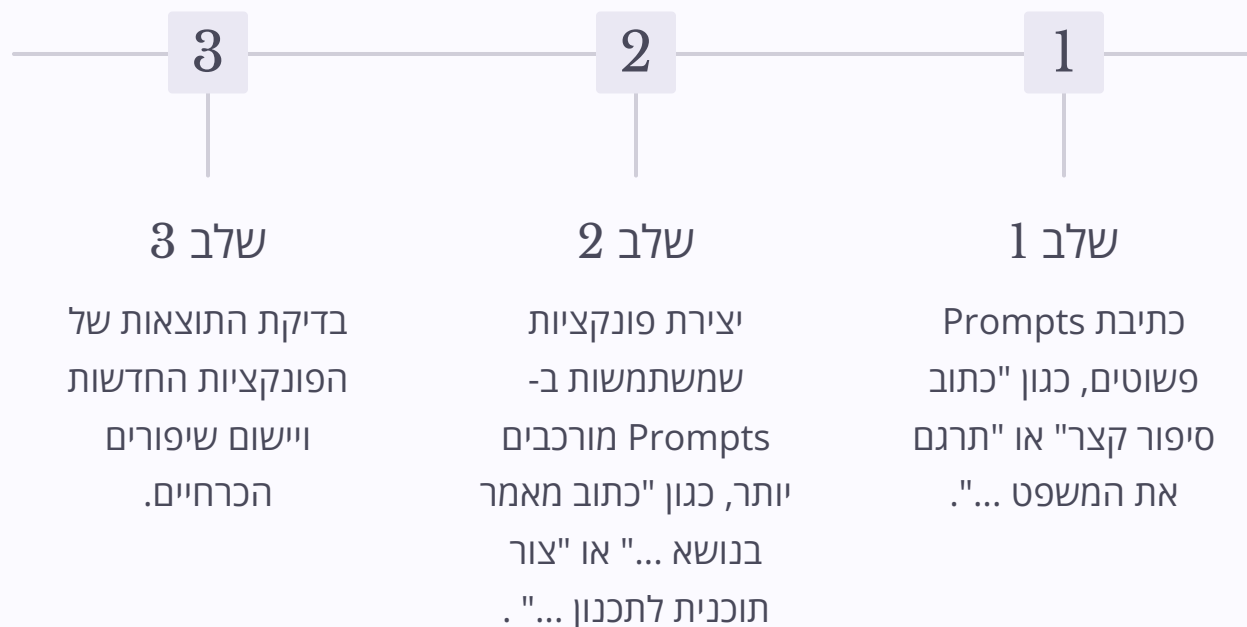 1
שלב 1
כתיבת Prompts
פשוטים, כגון "כתוב
סיפור קצר" או "תרגם
את המשפט ...".
2
שלב 2
יצירת פונקציות
שמשתמשות ב-
Prompts מורכבים
יותר, כגון "כתוב מאמר
בנושא ..." או "צור
תוכנית לתכנון ..." .
3
שלב 3
בדיקת התוצאות של
הפונקציות החדשות
ויישום שיפורים
הכרחיים.